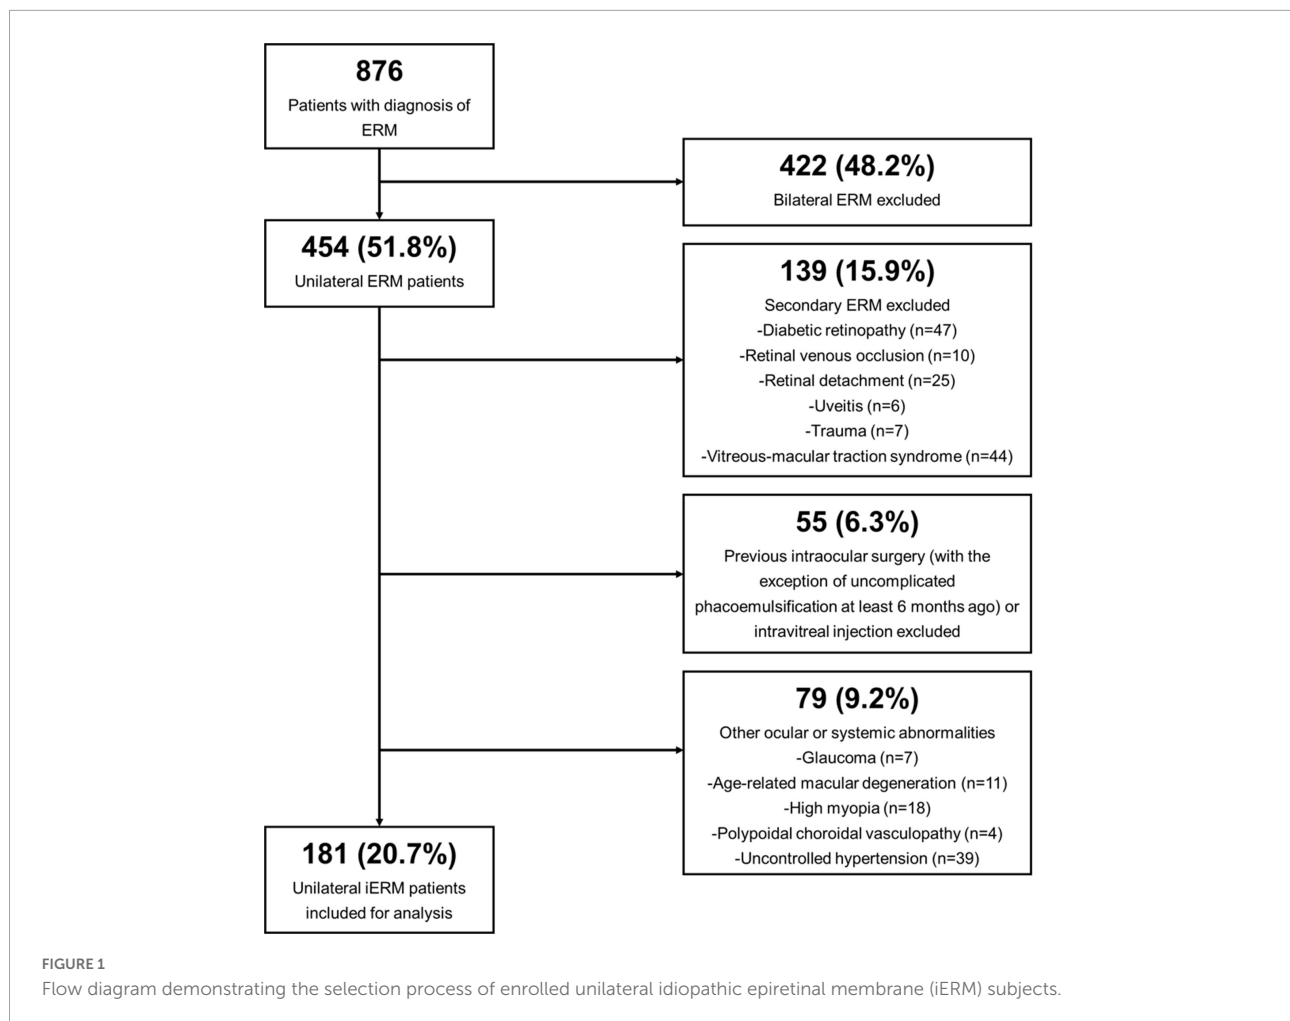 876
Patients with diagnosis of
ERM
422 (48.2%)
Bilateral ERM excluded
454 (51.8%)
Unilateral ERM patients
139 (15.9%)
Secondary ERM excluded
-Diabetic retinopathy (n=47)
-Retinal venous occlusion (n=10)
-Retinal detachment (n=25)
-Uveitis (n=6)
-Trauma (n=7)
-Vitreous-macular traction syndrome (n=44)
55 (6.3%)
Previous intraocular surgery (with the
exception of uncomplicated
phacoemulsification at least 6 months ago) or
intravitreal injection excluded
79 (9.2%)
Other ocular or systemic abnormalities
-Glaucoma (n=7)
-Age-related macular degeneration (n=11)
-High myopia (n=18)
-Polypoidal choroidal vasculopathy (n=4)
-Uncontrolled hypertension (n=39)
181 (20.7%)
Unilateral iERM patients
included for analysis
FIGURE 1
Flow diagram demonstrating the selection process of enrolled unilateral idiopathic epiretinal membrane (iERM) subjects.